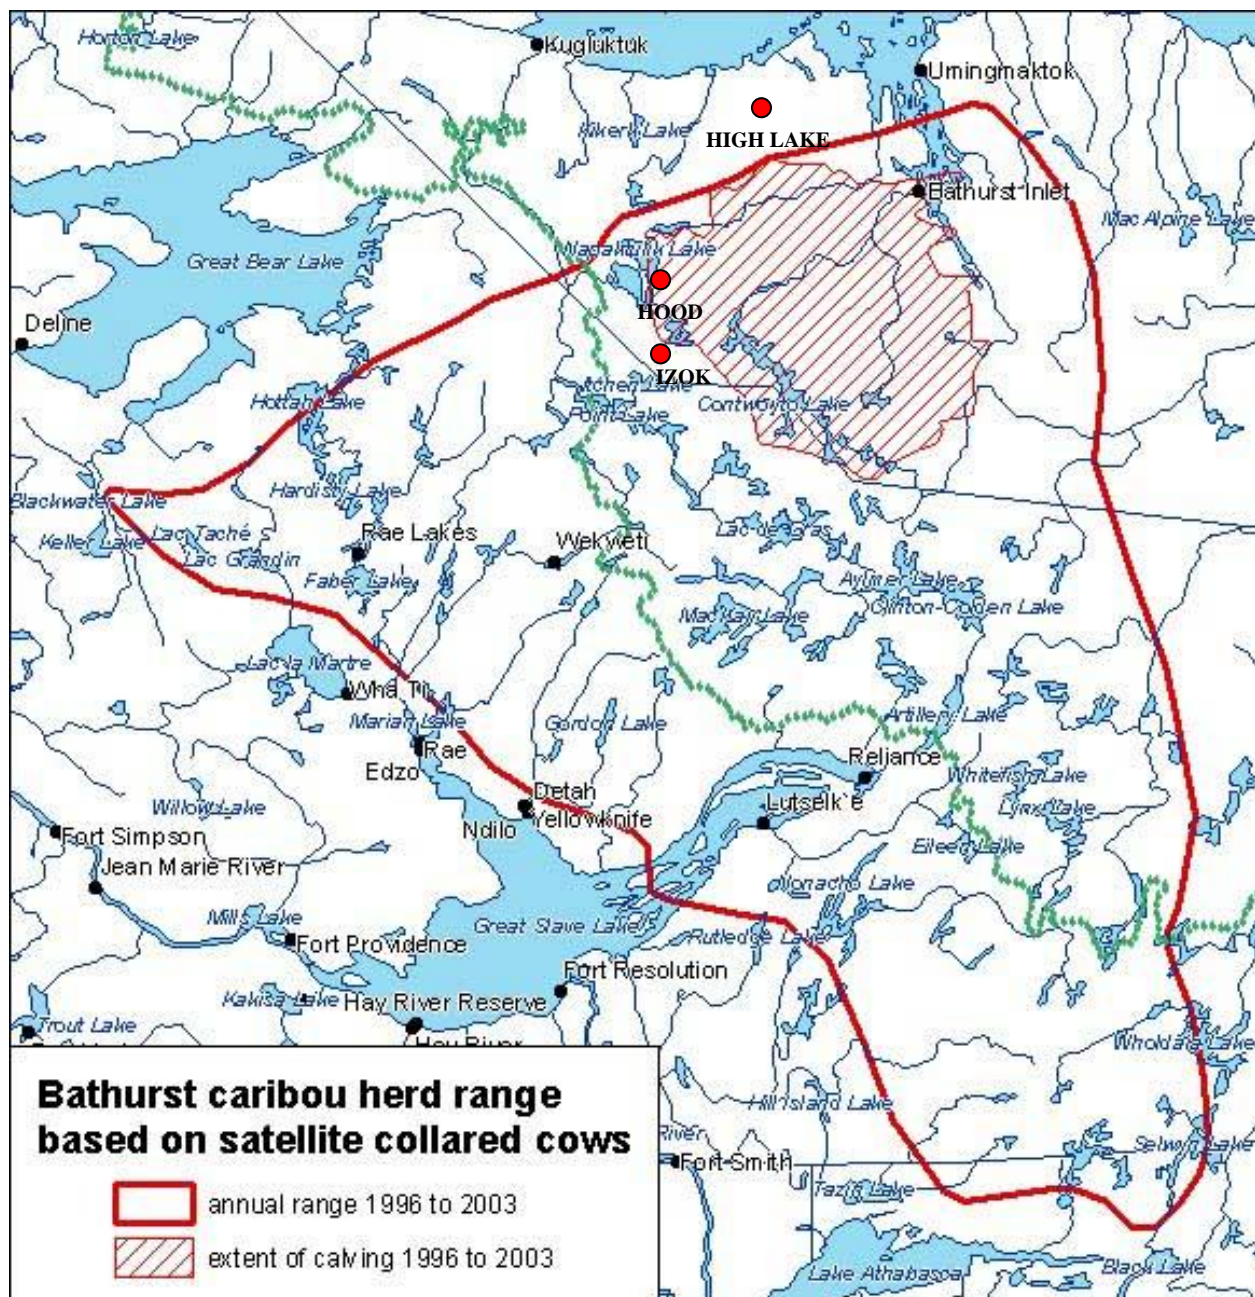 Horton Lake
Kugluktuk
Umingmaktok
Kikerk Lake
HIGH LAKE
Bathurst Inlet
Mac Alpine Lake
Great Bear Lake
Napaktulik Lake
HOOD
Deline
IZOK
Itchen Lake
Point Lake
Contwoyto Lake
Hottah Lake
Blackwater Lake
Hardisty Lake
Keller Lake
Lac Taché s
Lac Grandin
Rae Lakes
Wekweti
Lac de Gras
Faber Lake
Aylmer Lake
Clinton-Colden Lake
MacKay Lake
Lac la Martre
Wha Ti
Marian Lake
Gordon Lake
Artillery Lake
Rae
Edzo
Reliance
Whitefish Lake
Lynx Lake
Willow Lake
Detah
Lutselk`e
Fort Simpson
Ndilo
Yellowknife
Eileen Lake
Jean Marie River
Nonacho Lake
Mills Lake
Great Slave Lake
Rutledge Lake
Fort Providence
Fort Resolution
Kakisa Lake
Hay River Reserve
Trout Lake
Hay River
Wholdaia Lake
Bathurst caribou herd range
based on satellite collared cows
Hill Island Lake
River
Selwyn Lake
Fort Smith
Tazin Lake
annual range 1996 to 2003
extent of calving 1996 to 2003
Lake Athabasca
Black Lake